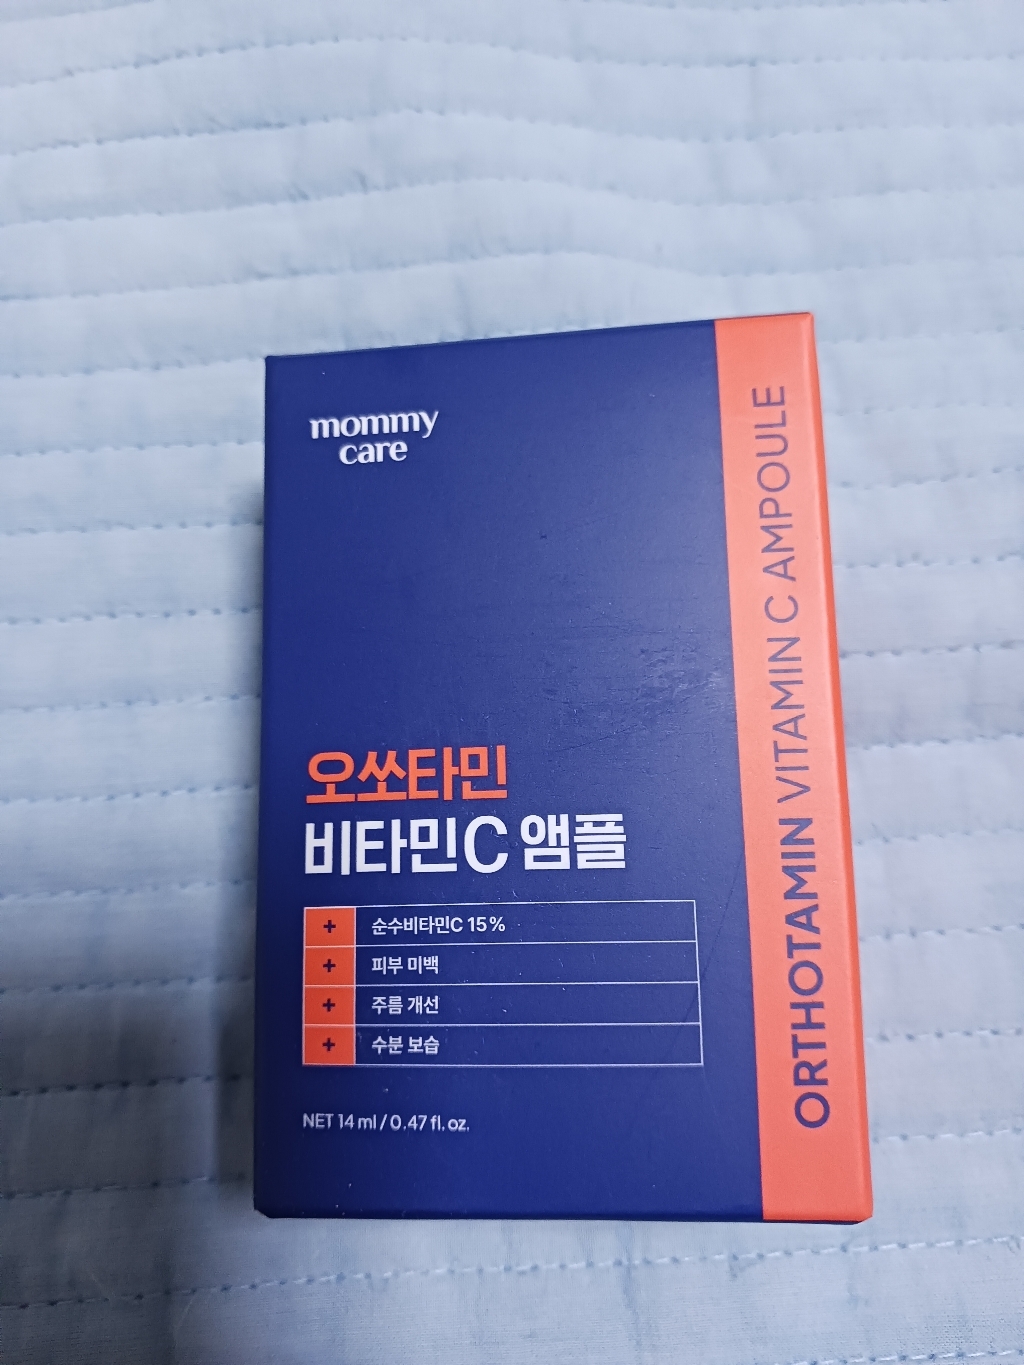 mommy
care
오쏘타민
비타민C 앰플
+ 순수비타민C 15%
+ 피부 미백
+ 주름 개선
+ 수분 보습
NET 14 ml / 0.47 fl. oz.
ORTHOTAMIN VITAMIN C AMPOULE